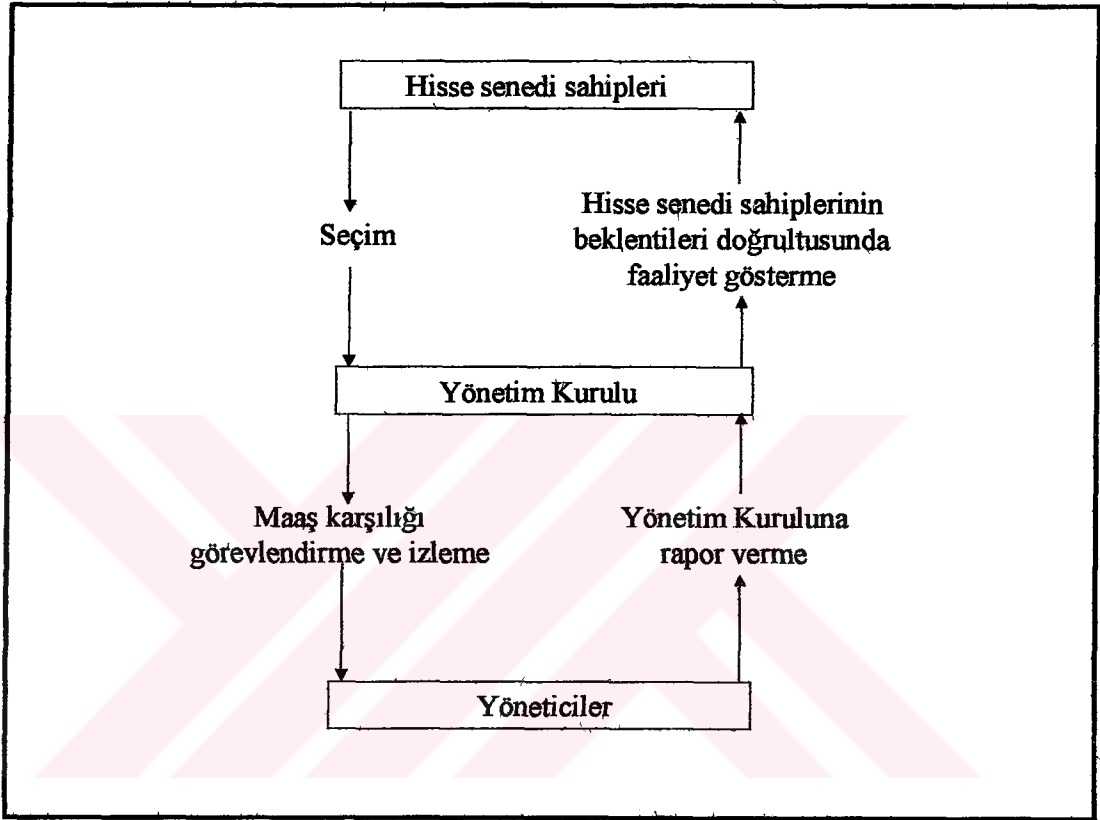 Hisse senedi sahipleri
Seçim
Hisse senedi sahiplerinin
beklentileri doğrultusunda
faaliyet gösterme
Yönetim Kurulu
Maaş karşılığı
görevlendirme ve izleme
Yönetim Kuruluna
rapor verme
Yöneticiler